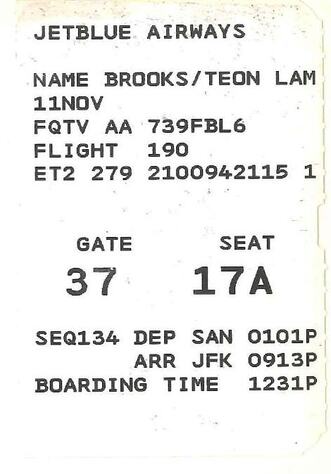 JETBLUE AIRWAYS
NAME BROOKS/TEON LAM
11NOV
FQTV AA 739FBL6
FLIGHT 190
ET2 279 2100942115 1
GATE SEAT
37 17A
SEQ134 DEP SAN 0101P
ARR JFK 0913P
BOARDING TIME 1231P